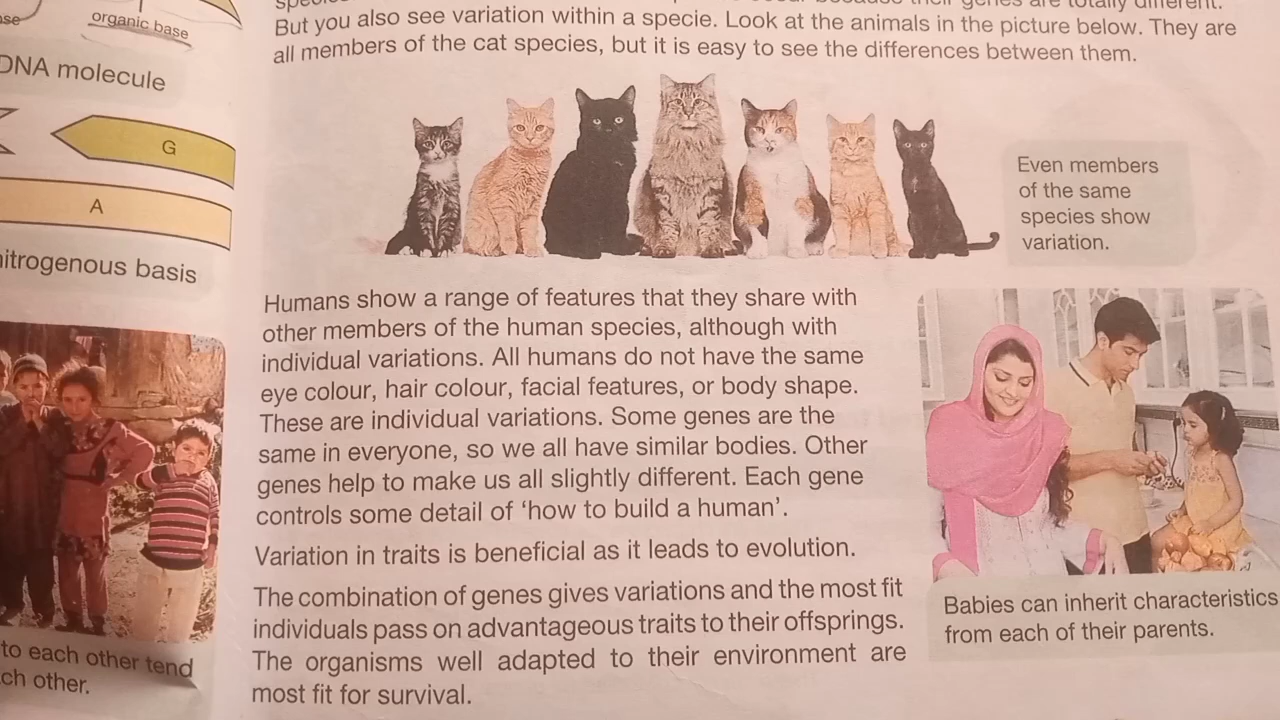 organic base
DNA molecule
G
A
nitrogenous basis
to each other tend
ch other.
But you also see variation within a specie. Look at the animals in the picture below. They are
all members of the cat species, but it is easy to see the differences between them.
Even members
of the same
species show
variation.
Humans show a range of features that they share with
other members of the human species, although with
individual variations. All humans do not have the same
eye colour, hair colour, facial features, or body shape.
These are individual variations. Some genes are the
same in everyone, so we all have similar bodies. Other
genes help to make us all slightly different. Each gene
controls some detail of ‘how to build a human’.
Variation in traits is beneficial as it leads to evolution.
The combination of genes gives variations and the most fit
individuals pass on advantageous traits to their offsprings.
The organisms well adapted to their environment are
most fit for survival.
Babies can inherit characteristics
from each of their parents.